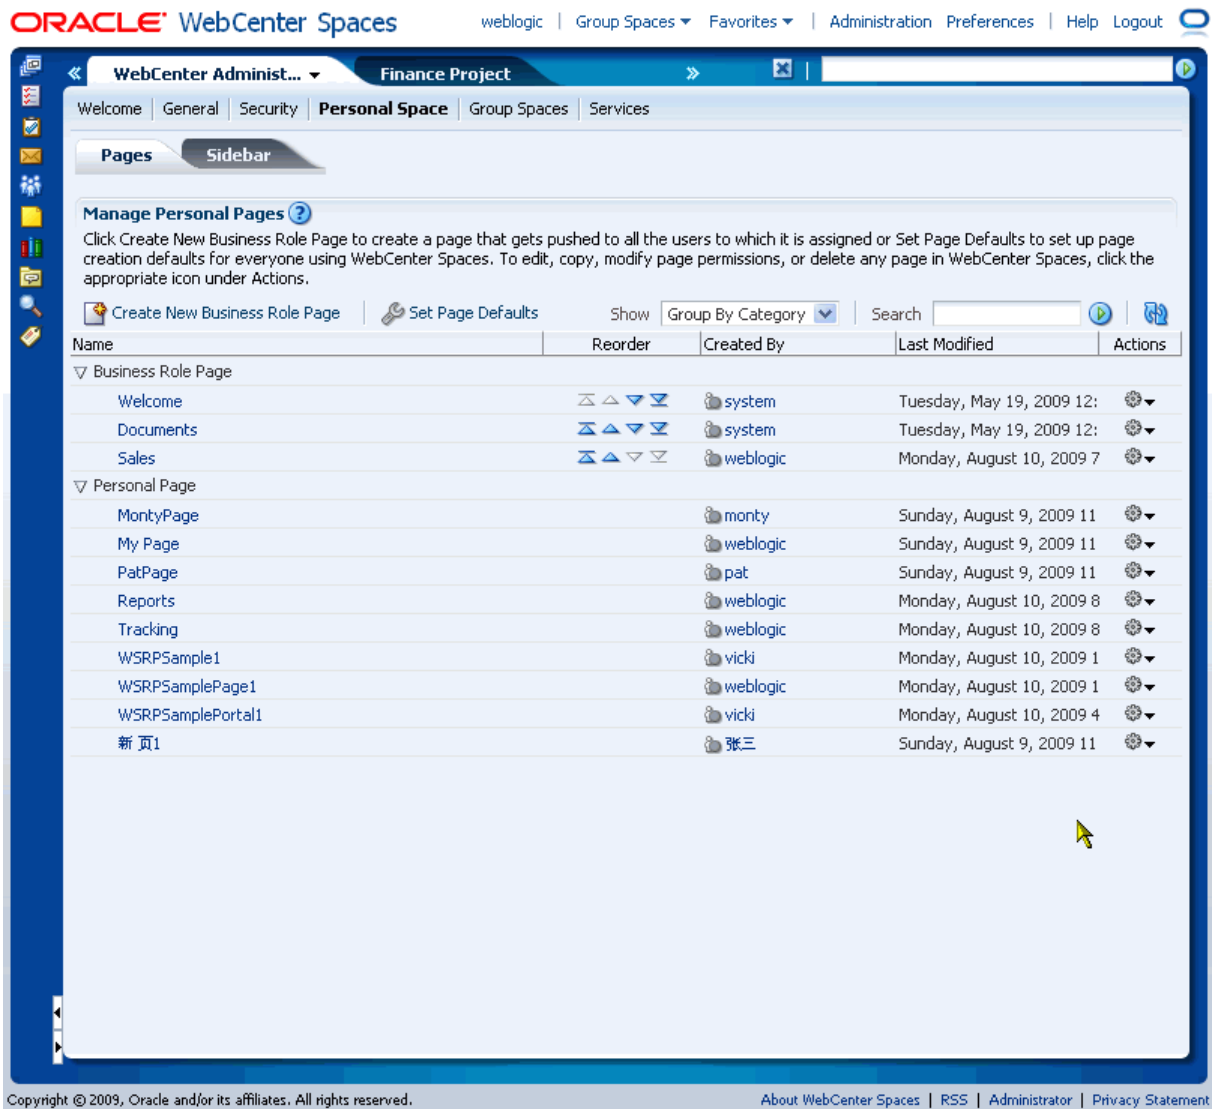 ORACLE WebCenter Spaces weblogic | Group Spaces Favorites | Administration Preferences | Help Logout
WebCenter Administ... Finance Project
Welcome General Security Personal Space Group Spaces Services
Pages Sidebar
Manage Personal Pages ?
Click Create New Business Role Page to create a page that gets pushed to all the users to which it is assigned or Set Page Defaults to set up page
creation defaults for everyone using WebCenter Spaces. To edit, copy, modify page permissions, or delete any page in WebCenter Spaces, click the
appropriate icon under Actions.
Create New Business Role Page Set Page Defaults Show Group By Category Search
Name Reorder Created By Last Modified Actions
Business Role Page
Welcome system Tuesday, May 19, 2009 12:
Documents system Tuesday, May 19, 2009 12:
Sales weblogic Monday, August 10, 2009 7
Personal Page
MontyPage monty Sunday, August 9, 2009 11
My Page weblogic Sunday, August 9, 2009 11
PatPage pat Sunday, August 9, 2009 11
Reports weblogic Monday, August 10, 2009 8
Tracking weblogic Monday, August 10, 2009 8
WSRPSample1 vicki Monday, August 10, 2009 1
WSRPSamplePage1 weblogic Monday, August 10, 2009 1
WSRPSamplePortal1 vicki Monday, August 10, 2009 4
新 页1 张三 Sunday, August 9, 2009 11
Copyright © 2009, Oracle and/or its affiliates. All rights reserved. About WebCenter Spaces | RSS | Administrator | Privacy Statement